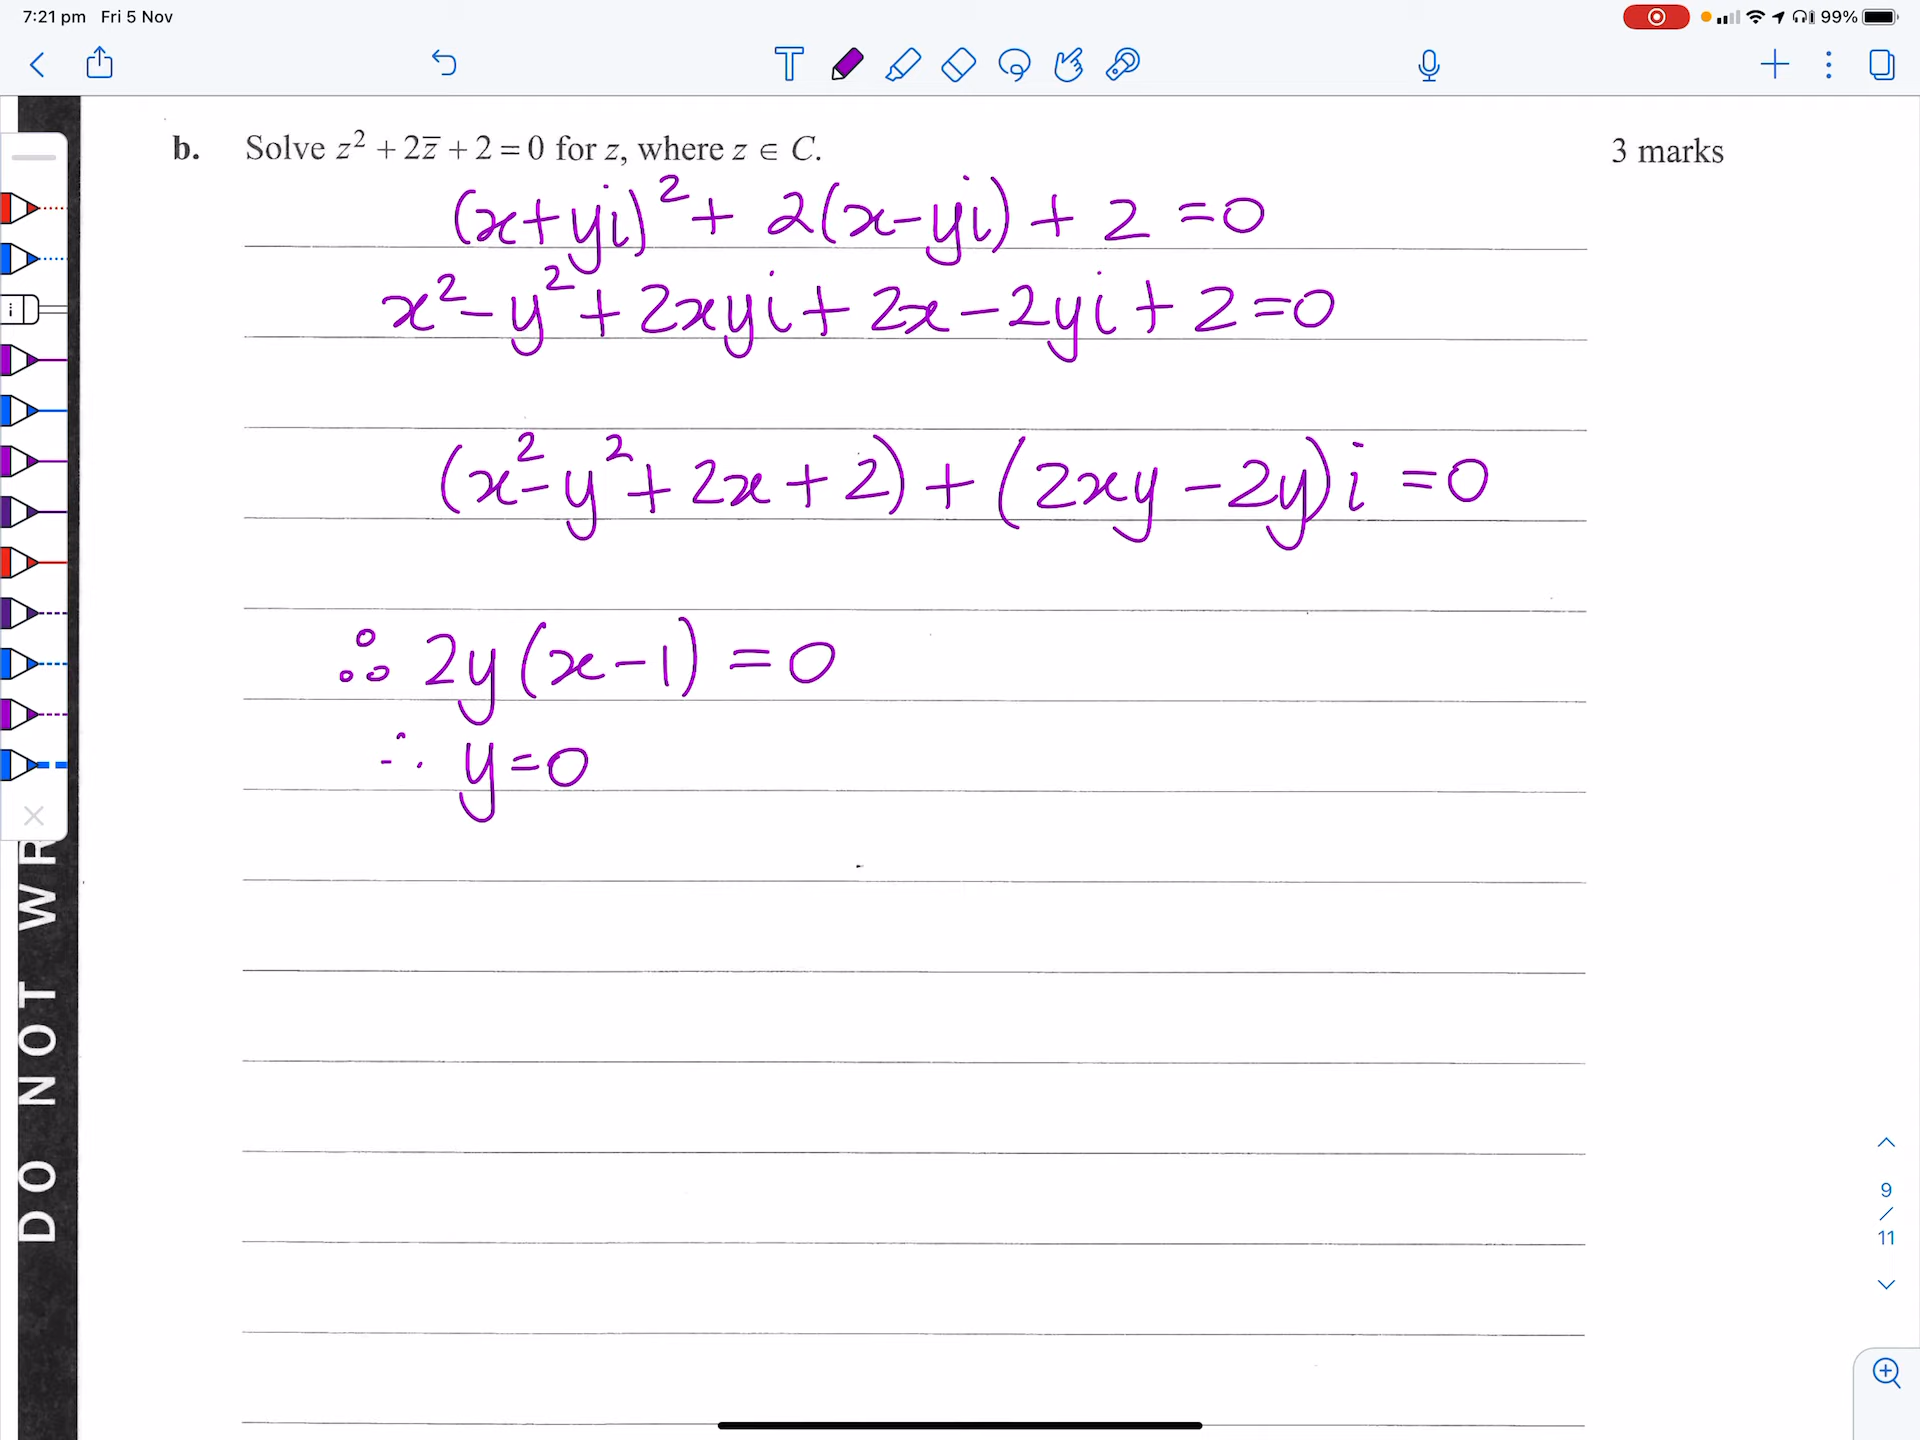 7:21 pm Fri 5 Nov
99%
b. Solve z² + 2z̅ + 2 = 0 for z, where z ∈ C.
3 marks
(x+yi)² + 2(x-yi) + 2 = 0
x² - y² + 2xyi + 2x - 2yi + 2 = 0
(x² - y² + 2x + 2) + (2xy - 2y)i = 0
∴ 2y(x-1) = 0
∴ y=0
DO NOT WR
9
/
11